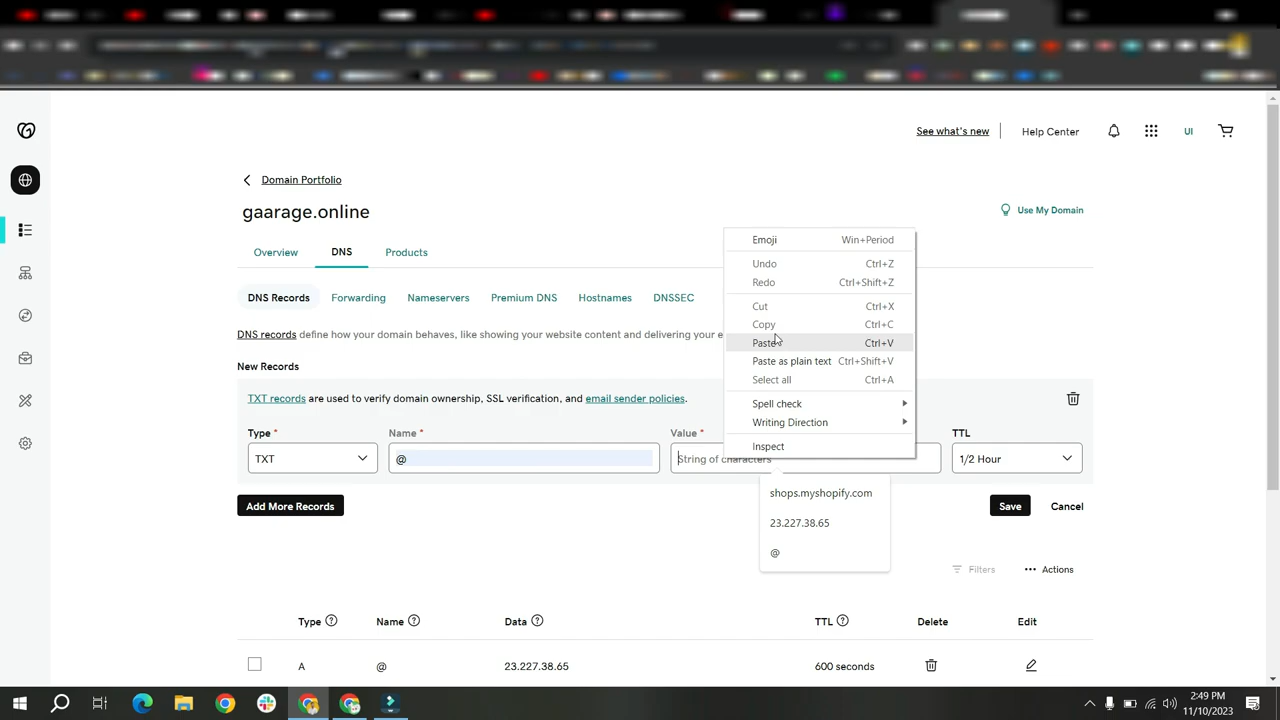 See what's new
Help Center
UI
Domain Portfolio
gaarage.online
Use My Domain
Overview
DNS
Products
DNS Records
Forwarding
Nameservers
Premium DNS
Hostnames
DNSSEC
DNS records define how your domain behaves, like showing your website content and delivering your e
New Records
TXT records are used to verify domain ownership, SSL verification, and email sender policies.
Type *
Name *
Value *
TTL
TXT
@
String of characters
1/2 Hour
Emoji Win+Period
Undo Ctrl+Z
Redo Ctrl+Shift+Z
Cut Ctrl+X
Copy Ctrl+C
Paste Ctrl+V
Paste as plain text Ctrl+Shift+V
Select all Ctrl+A
Spell check
Writing Direction
Inspect
shops.myshopify.com
23.227.38.65
@
Add More Records
Save
Cancel
Filters
Actions
Type
Name
Data
TTL
Delete
Edit
A
@
23.227.38.65
600 seconds
2:49 PM
11/10/2023